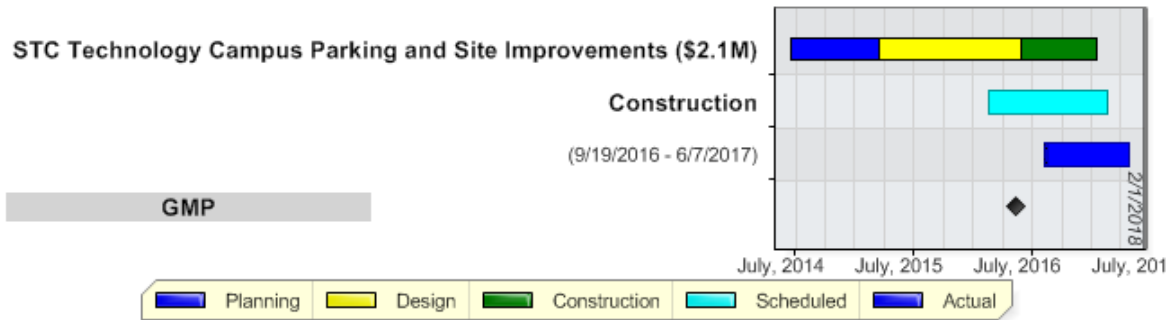 STC Technology Campus Parking and Site Improvements ($2.1M)
Construction
(9/19/2016 - 6/7/2017)
GMP
2/1/2018
July, 2014 July, 2015 July, 2016 July, 201
Planning Design Construction Scheduled Actual